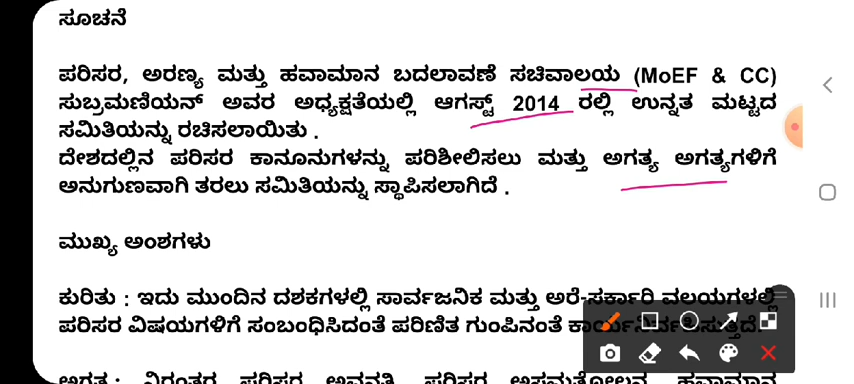 ಸೂಚನೆ
ಪರಿಸರ, ಅರಣ್ಯ ಮತ್ತು ಹವಾಮಾನ ಬದಲಾವಣೆ ಸಚಿವಾಲಯ (MoEF & CC)
ಸುಬ್ರಮಣಿಯನ್ ಅವರ ಅಧ್ಯಕ್ಷತೆಯಲ್ಲಿ ಆಗಸ್ಟ್ 2014 ರಲ್ಲಿ ಉನ್ನತ ಮಟ್ಟದ
ಸಮಿತಿಯನ್ನು ರಚಿಸಲಾಯಿತು .
ದೇಶದಲ್ಲಿನ ಪರಿಸರ ಕಾನೂನುಗಳನ್ನು ಪರಿಶೀಲಿಸಲು ಮತ್ತು ಅಗತ್ಯ ಅಗತ್ಯಗಳಿಗೆ
ಅನುಗುಣವಾಗಿ ತರಲು ಸಮಿತಿಯನ್ನು ಸ್ಥಾಪಿಸಲಾಗಿದೆ .
ಮುಖ್ಯ ಅಂಶಗಳು
ಕುರಿತು : ಇದು ಮುಂದಿನ ದಶಕಗಳಲ್ಲಿ ಸಾರ್ವಜನಿಕ ಮತ್ತು ಅರೆ-ಸರ್ಕಾರಿ ವಲಯಗಳಲ್ಲಿ
ಪರಿಸರ ವಿಷಯಗಳಿಗೆ ಸಂಬಂಧಿಸಿದಂತೆ ಪರಿಣಿತ ಗುಂಪಿನಂತೆ ಕಾರ್ಯನಿರ್ವಹಿಸುತ್ತದೆ.